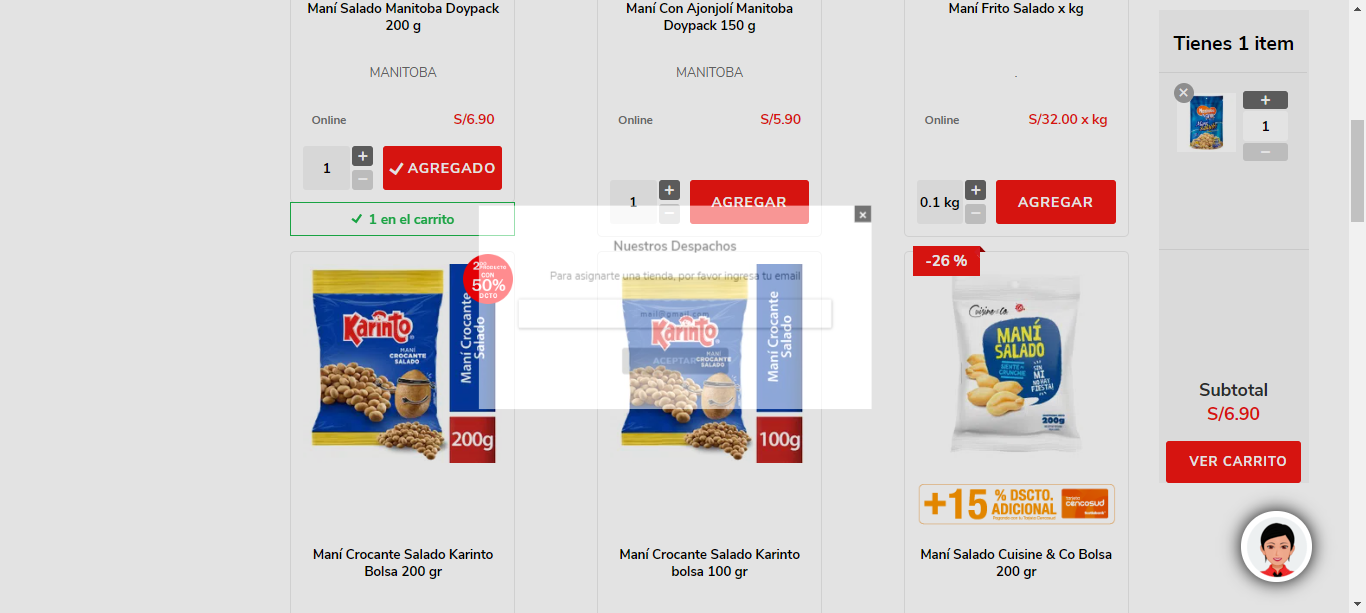 Maní Salado Manitoba Doypack
200 g
MANITOBA
Online
S/6.90
1
AGREGADO
1 en el carrito
Maní Con Ajonjolí Manitoba
Doypack 150 g
MANITOBA
Online
S/5.90
1
AGREGAR
Maní Frito Salado x kg
.
Online
S/32.00 x kg
0.1 kg
AGREGAR
Tienes 1 item
1
Subtotal
S/6.90
VER CARRITO
Nuestros Despachos
Para asignarte una tienda, por favor ingresa tu email
mail@gmail.com
ACEPTAR
2DO
PRODUCTO
CON
50%
DCTO
Karinto
MANÍ
CROCANTE
SALADO
Maní Crocante
Salado
200g
Maní Crocante Salado Karinto
Bolsa 200 gr
Karinto
MANÍ
CROCANTE
SALADO
Maní Crocante
Salado
100g
Maní Crocante Salado Karinto
bolsa 100 gr
-26 %
Cuisine & Co
MANÍ
SALADO
SIN
MI
NO HAY
FIESTA!
200g
+15 % DSCTO.
ADICIONAL
cencosud
Maní Salado Cuisine & Co Bolsa
200 gr